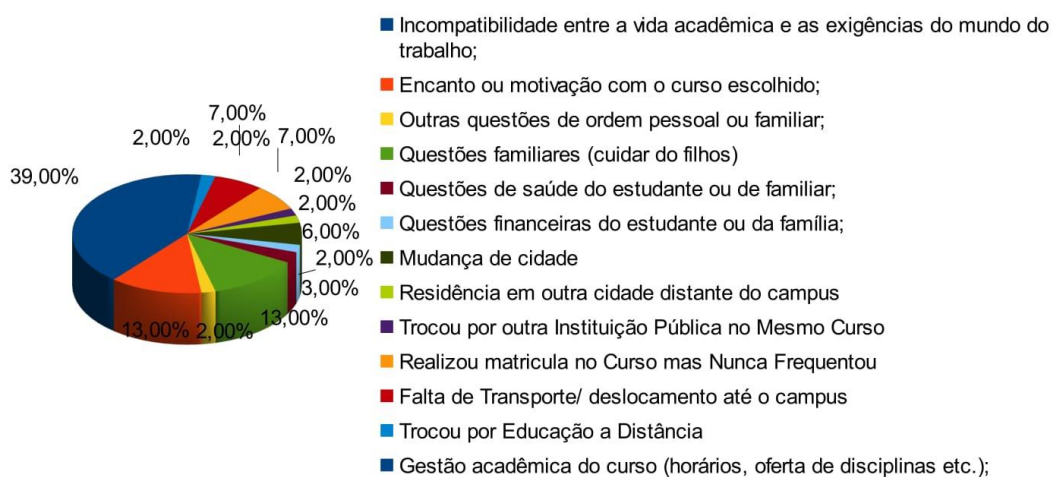 Incompatibilidade entre a vida acadêmica e as exigências do mundo do
trabalho;
Encanto ou motivação com o curso escolhido;
Outras questões de ordem pessoal ou familiar;
Questões familiares (cuidar do filhos)
Questões de saúde do estudante ou de familiar;
Questões financeiras do estudante ou da família;
Mudança de cidade
Residência em outra cidade distante do campus
Trocou por outra Instituição Pública no Mesmo Curso
Realizou matricula no Curso mas Nunca Frequentou
Falta de Transporte/ deslocamento até o campus
Trocou por Educação a Distância
Gestão acadêmica do curso (horários, oferta de disciplinas etc.);
7,00%
2,00%
2,00%
7,00%
39,00%
2,00%
2,00%
6,00%
2,00%
3,00%
13,00%
13,00%
2,00%